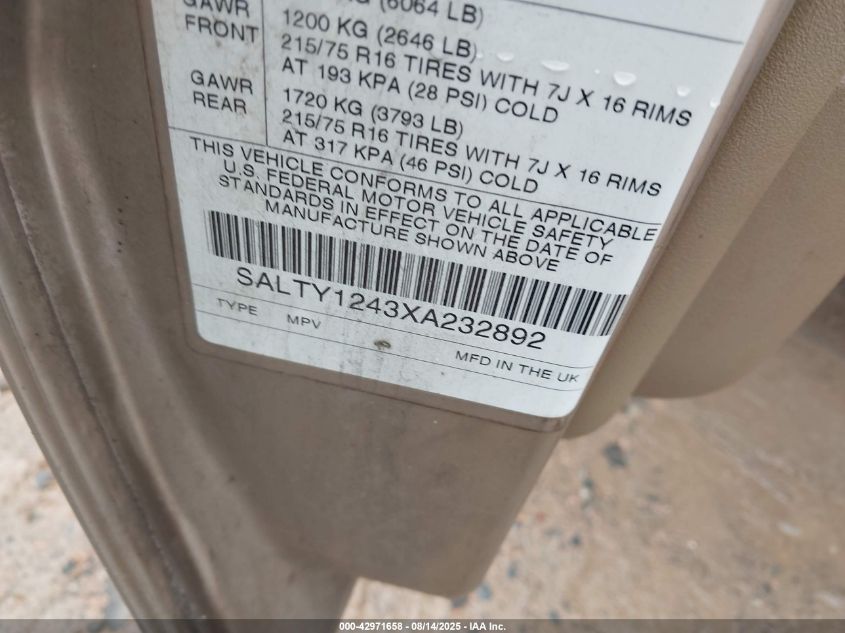 KG (6064 LB)
GAWR FRONT
1200 KG (2646 LB)
215/75 R16 TIRES WITH 7J X 16 RIMS
AT 193 KPA (28 PSI) COLD
GAWR REAR
1720 KG (3793 LB)
215/75 R16 TIRES WITH 7J X 16 RIMS
AT 317 KPA (46 PSI) COLD
THIS VEHICLE CONFORMS TO ALL APPLICABLE
U.S. FEDERAL MOTOR VEHICLE SAFETY
STANDARDS IN EFFECT ON THE DATE OF
MANUFACTURE SHOWN ABOVE
SALTY1243XA232892
TYPE MPV
MFD IN THE UK
000-42971658 - 08/14/2025 - IAA Inc.